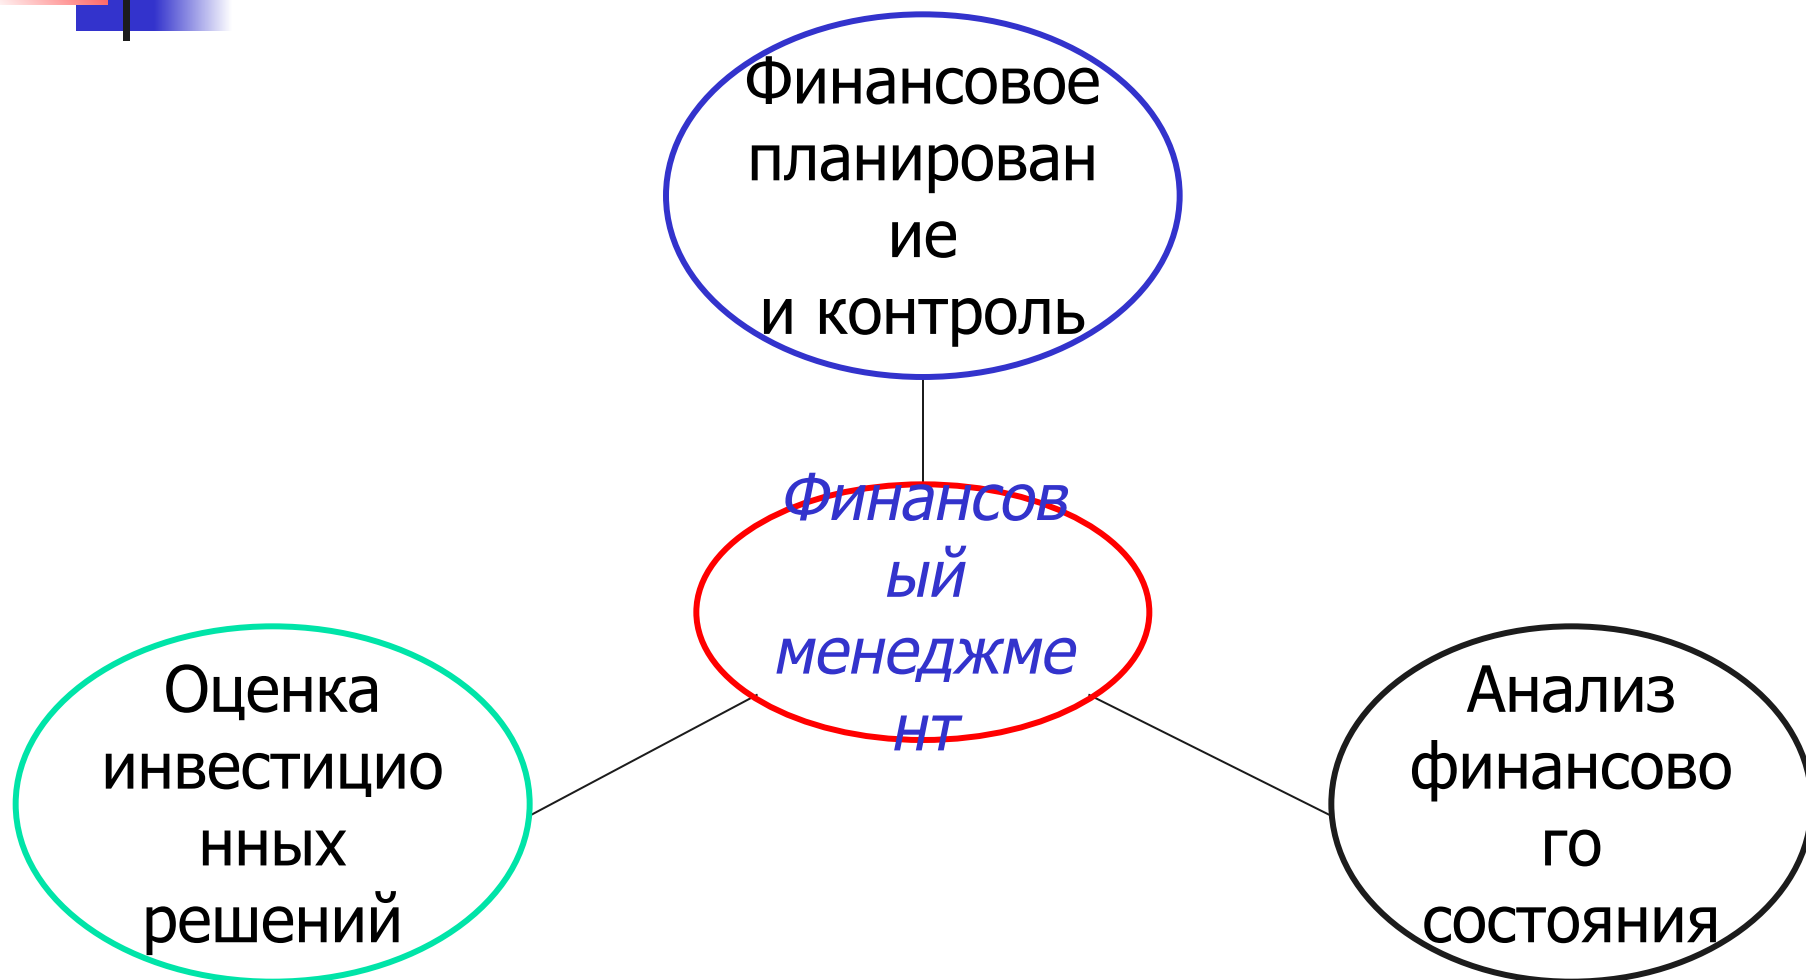 Финансовое
планирован
ие
и контроль
Финансов
ый
менеджме
нт
Оценка
инвестицио
нных
решений
Анализ
финансово
го
состояния